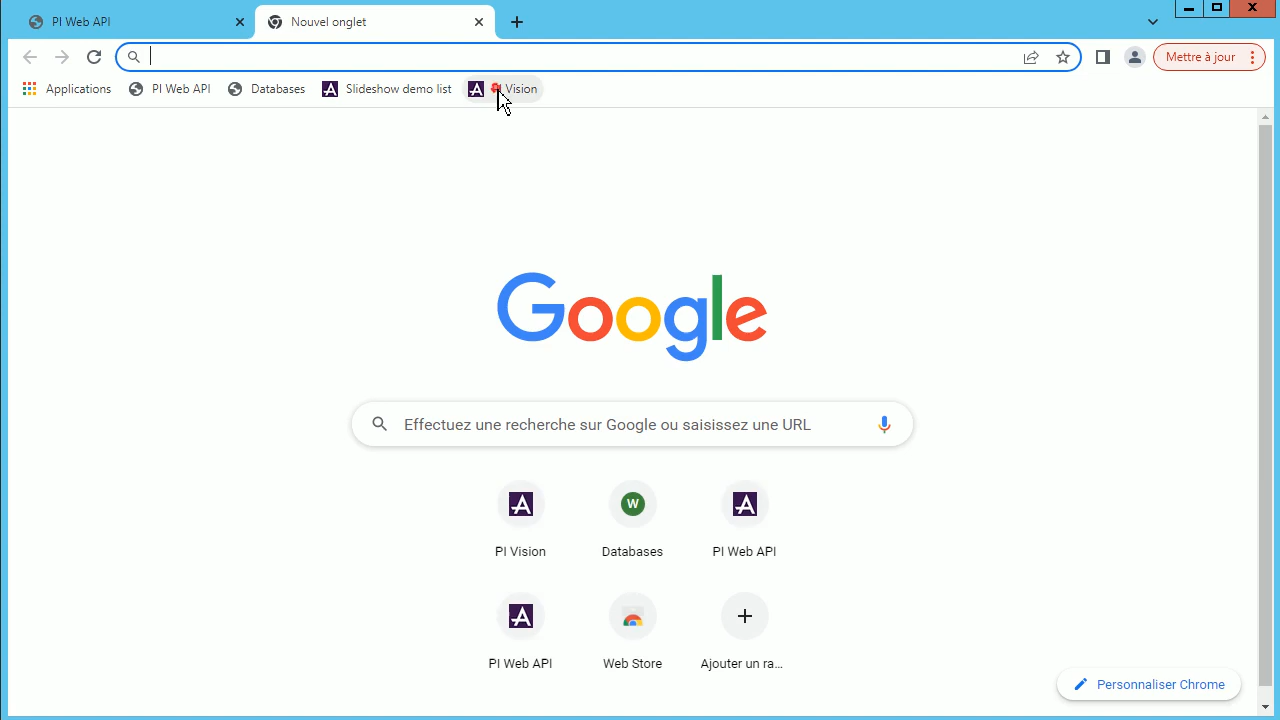 PI Web API
Nouvel onglet
Mettre à jour
Applications
PI Web API
Databases
Slideshow demo list
Vision
Google
Effectuez une recherche sur Google ou saisissez une URL
W
PI Vision
Databases
PI Web API
PI Web API
Web Store
Ajouter un ra...
Personnaliser Chrome